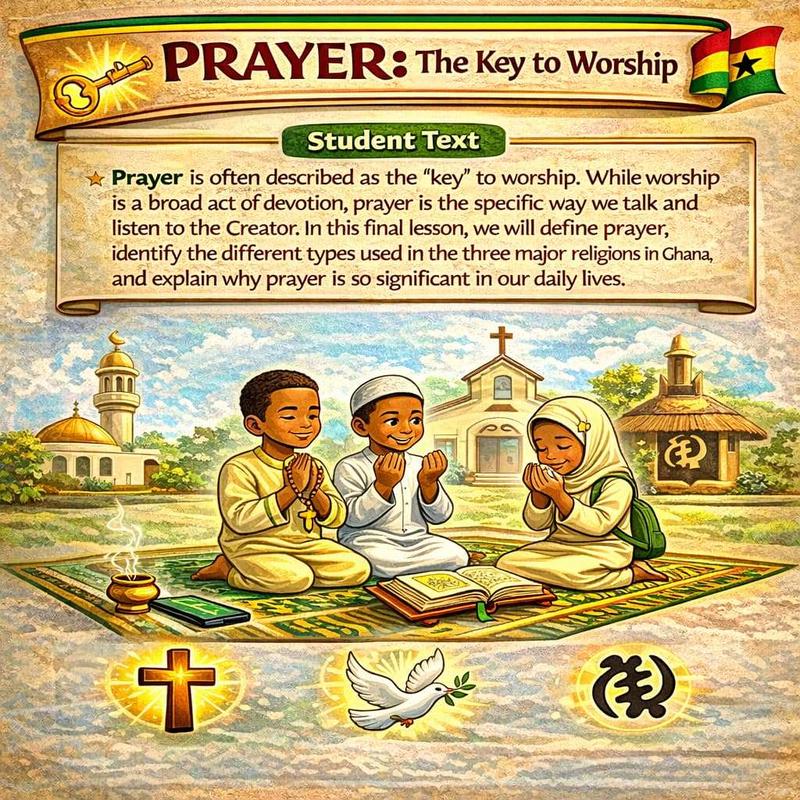 PRAYER: The Key to Worship
Student Text
Prayer is often described as the “key” to worship. While worship
is a broad act of devotion, prayer is the specific way we talk and
listen to the Creator. In this final lesson, we will define prayer,
identify the different types used in the three major religions in Ghana,
and explain why prayer is so significant in our daily lives.